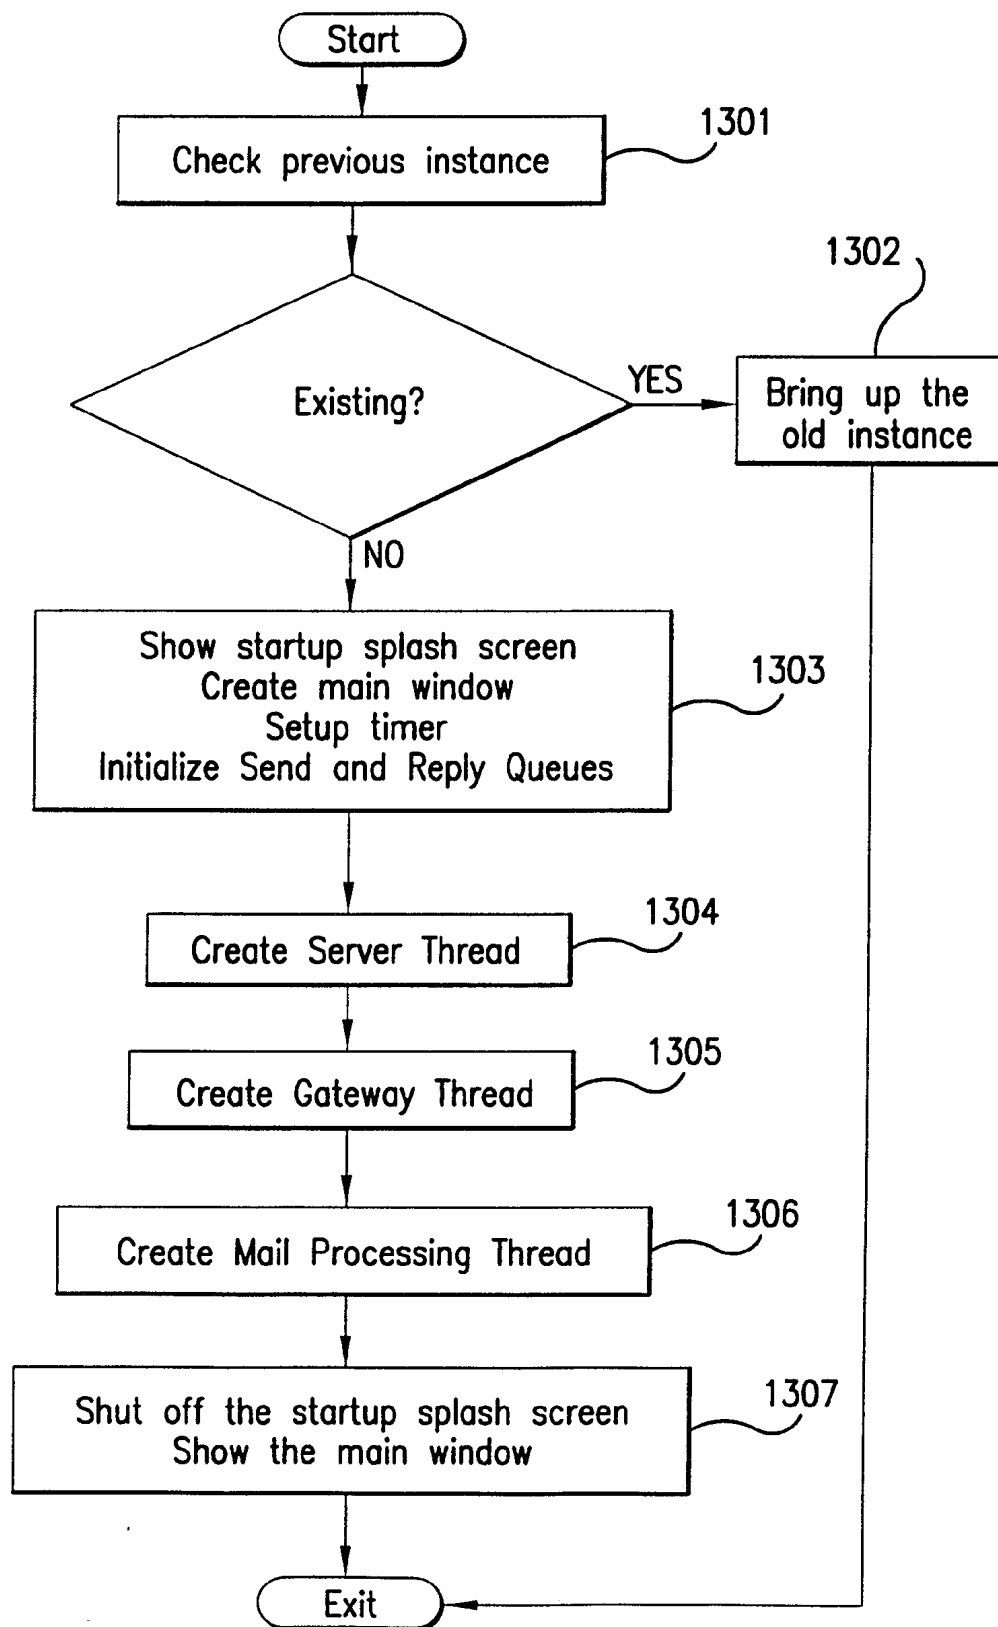 Start
1301
Check previous instance
1302
Existing?
YES
Bring up the
old instance
NO
Show startup splash screen
Create main window
Setup timer
Initialize Send and Reply Queues
1303
1304
Create Server Thread
1305
Create Gateway Thread
1306
Create Mail Processing Thread
1307
Shut off the startup splash screen
Show the main window
Exit